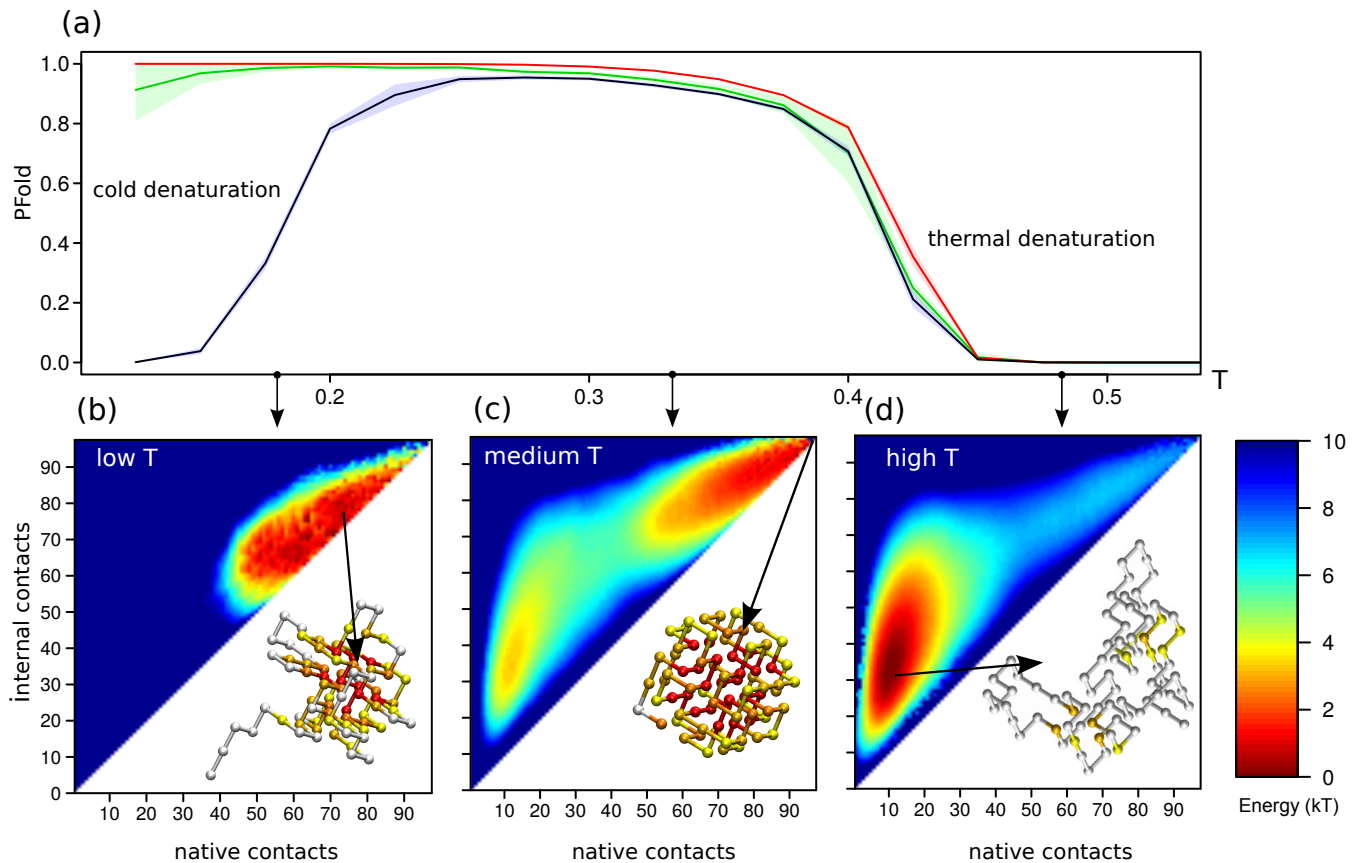 (a)
PFold
1.0
0.8
0.6
0.4
0.2
0.0
cold denaturation
thermal denaturation
0.2
0.3
0.4
0.5
T
(b)
(c)
(d)
low T
medium T
high T
internal contacts
90
80
70
60
50
40
30
20
10
0
10 20 30 40 50 60 70 80 90
10 20 30 40 50 60 70 80 90
10 20 30 40 50 60 70 80 90
native contacts
native contacts
native contacts
10
8
6
4
2
0
Energy (kT)